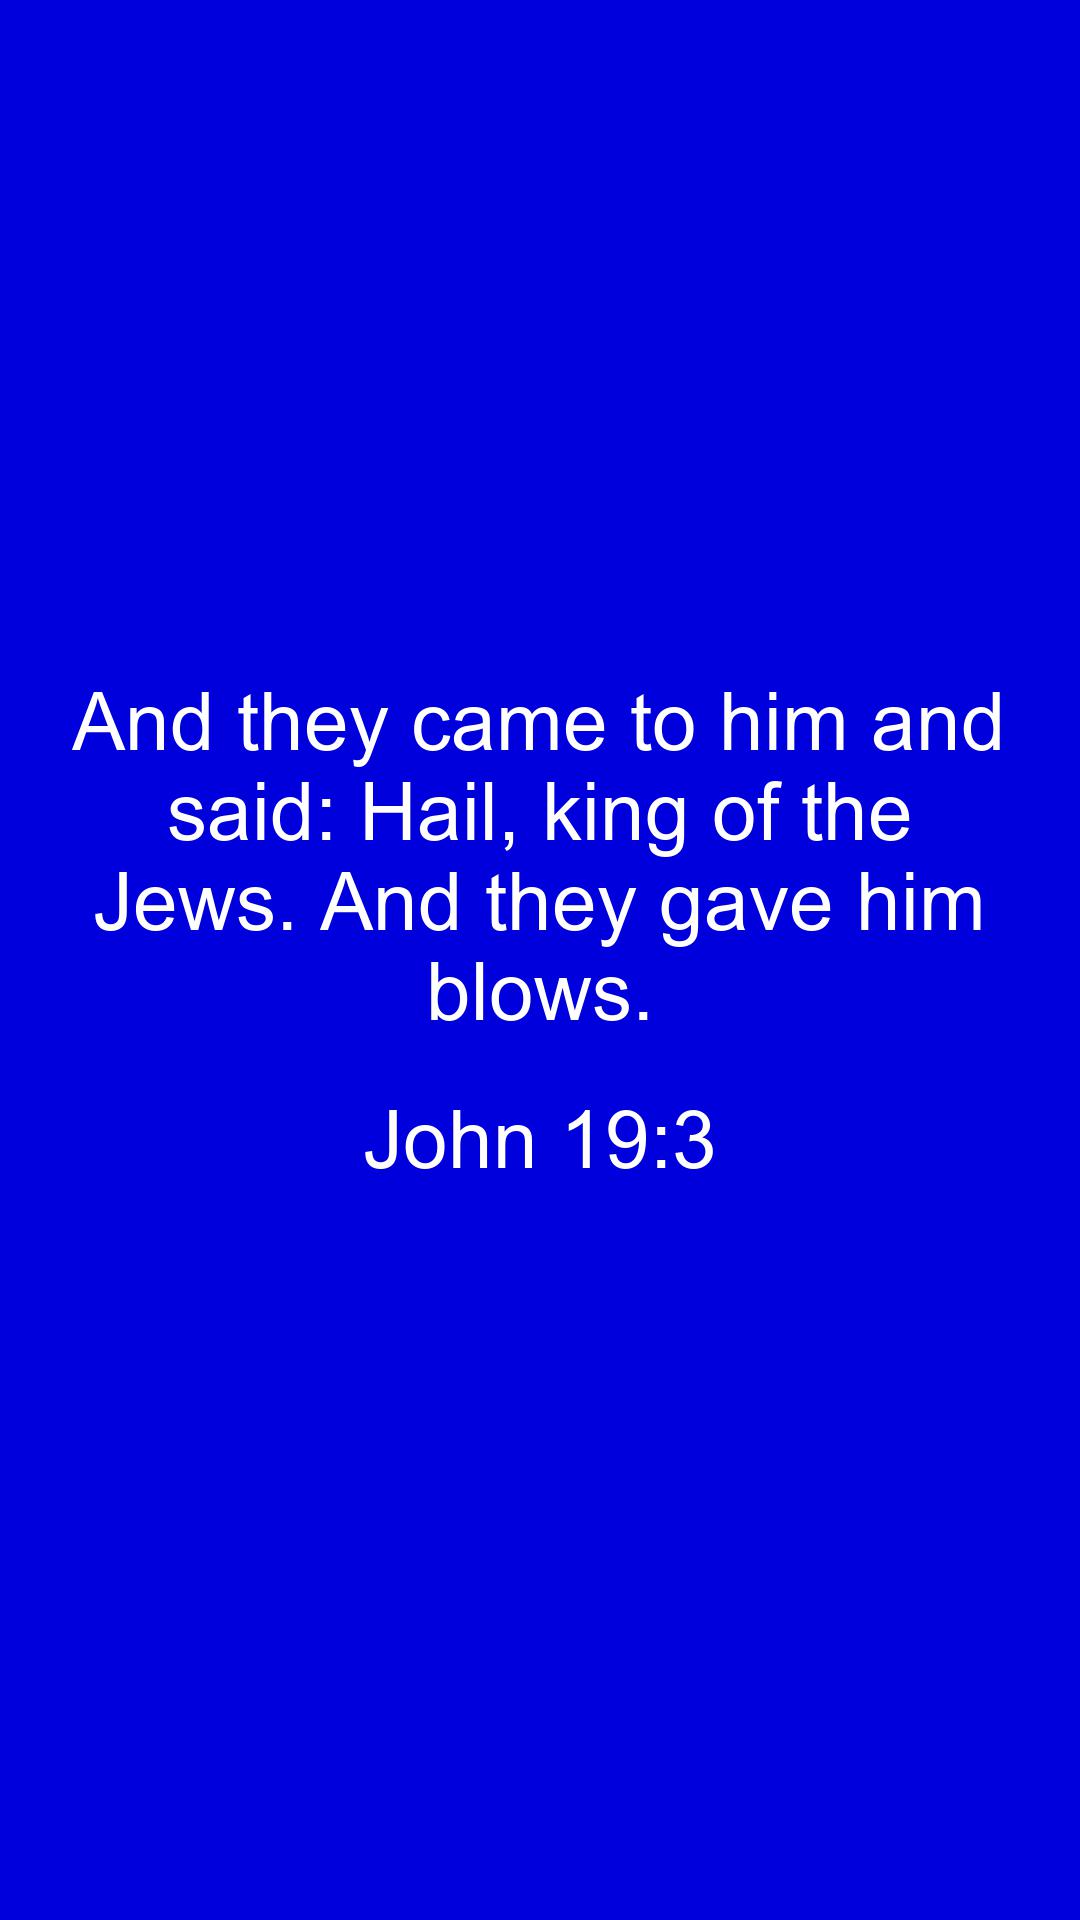 And they came to him and
said: Hail, king of the
Jews. And they gave him
blows.
John 19:3